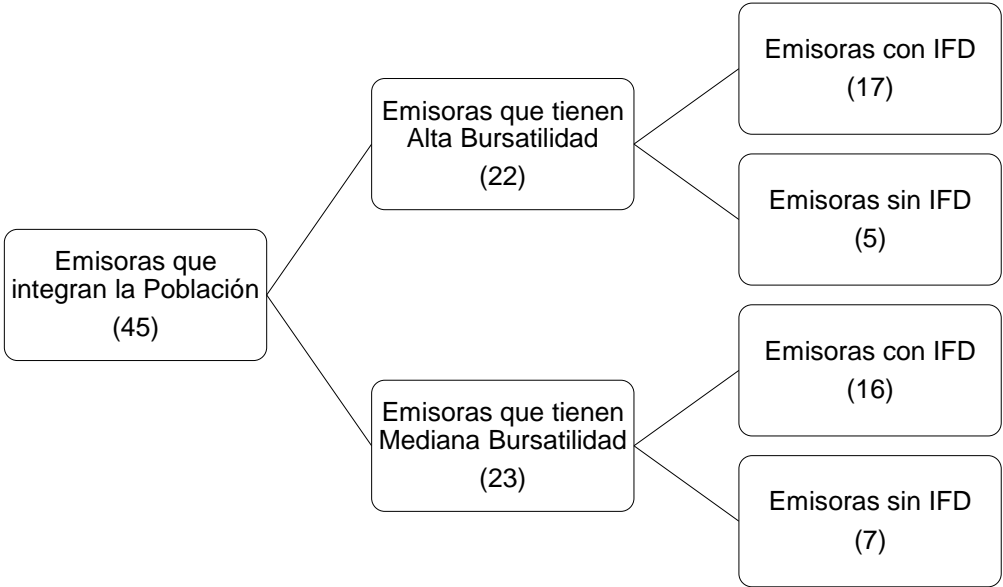 Emisoras que
integran la Población
(45)
Emisoras que tienen
Alta Bursatilidad
(22)
Emisoras con IFD
(17)
Emisoras sin IFD
(5)
Emisoras que tienen
Mediana Bursatilidad
(23)
Emisoras con IFD
(16)
Emisoras sin IFD
(7)